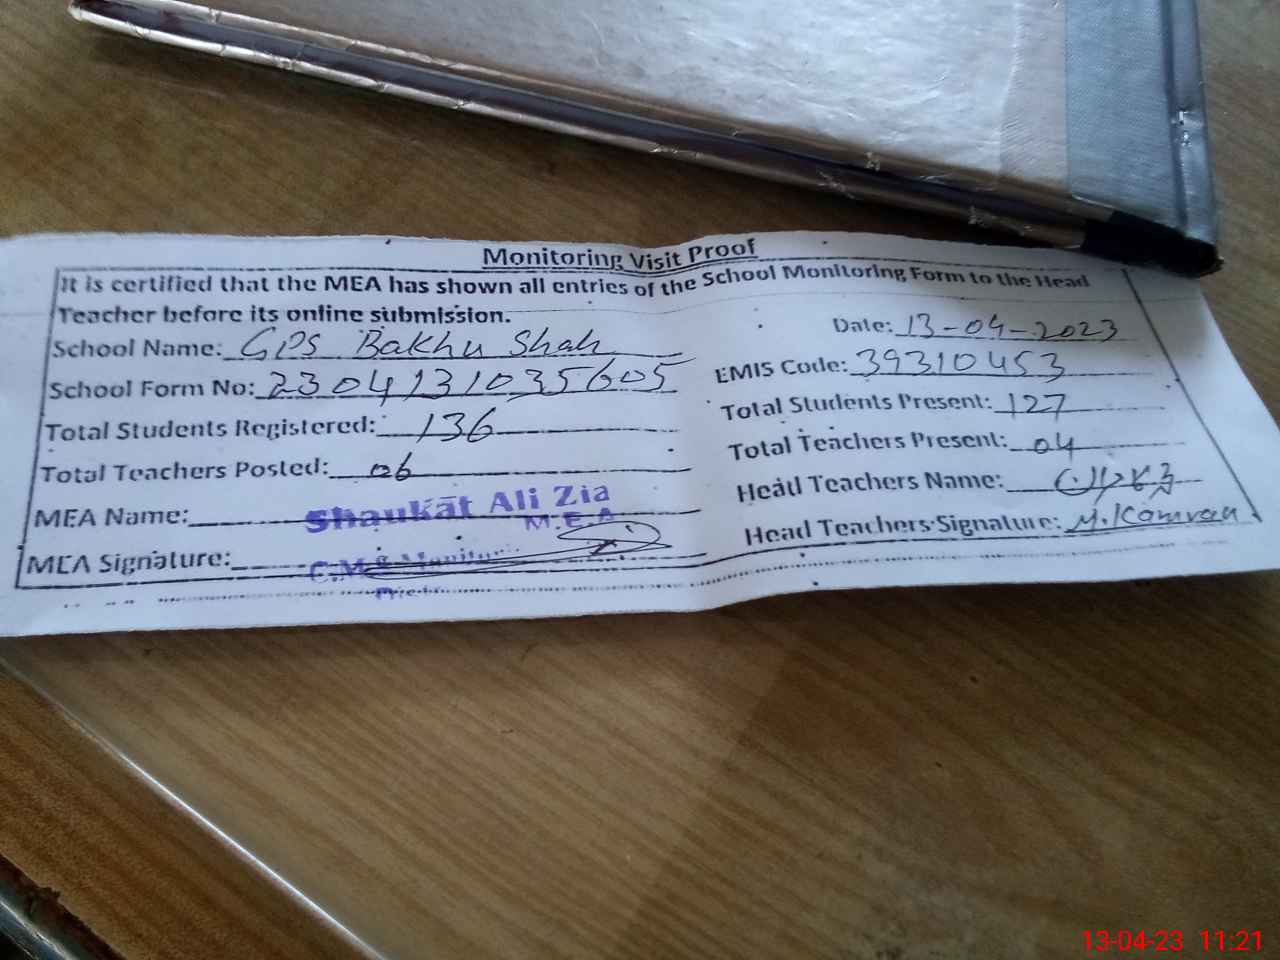 Monitoring Visit Proof
It is certified that the MEA has shown all entries of the School Monitoring Form to the Head
Teacher before its online submission.
Date: 13-04-2023
School Name: GPS Bakhu Shah
EMIS Code: 39310453
School Form No: 2304131035605
Total Students Present: 127
Total Students Registered: 136
Total Teachers Present: 04
Total Teachers Posted: 06
Head Teachers Name:
MEA Name: Shaukat Ali Zia
M.E.A
Head Teachers Signature: M.Kamran
MEA Signature:
13-04-23 11:21